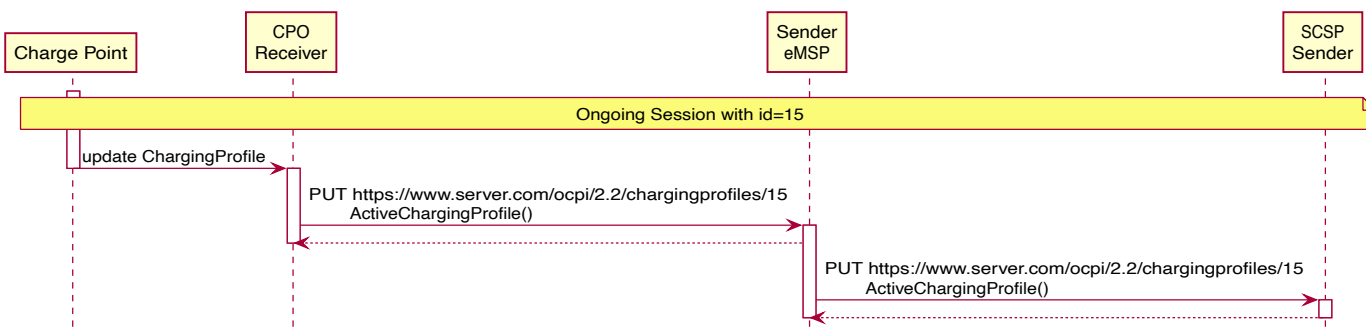 Charge Point
CPO
Receiver
Sender
eMSP
SCSP
Sender
Ongoing Session with id=15
update ChargingProfile
PUT https://www.server.com/ocpi/2.2/chargingprofiles/15
ActiveChargingProfile()
PUT https://www.server.com/ocpi/2.2/chargingprofiles/15
ActiveChargingProfile()